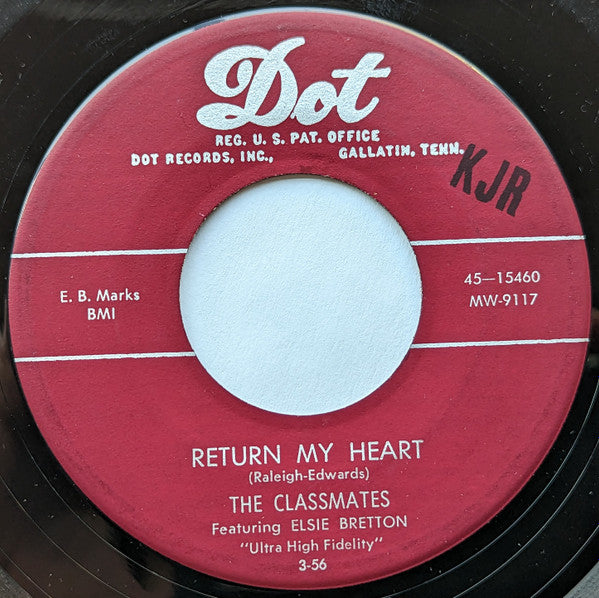 Dot
REG. U. S. PAT. OFFICE
DOT RECORDS, INC., GALLATIN, TENN.
KJR
E. B. Marks
BMI
45—15460
MW-9117
RETURN MY HEART
(Raleigh-Edwards)
THE CLASSMATES
Featuring ELSIE BRETTON
"Ultra High Fidelity"
3-56